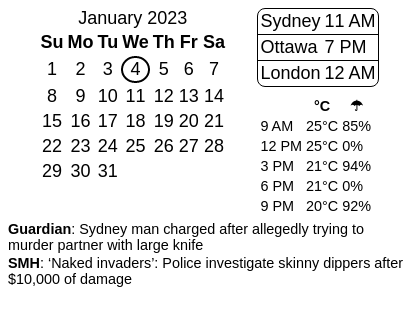 January 2023
Su Mo Tu We Th Fr Sa
1 2 3 4 5 6 7
8 9 10 11 12 13 14
15 16 17 18 19 20 21
22 23 24 25 26 27 28
29 30 31
Sydney 11 AM
Ottawa 7 PM
London 12 AM
°C ☂
9 AM 25°C 85%
12 PM 25°C 0%
3 PM 21°C 94%
6 PM 21°C 0%
9 PM 20°C 92%
Guardian: Sydney man charged after allegedly trying to
murder partner with large knife
SMH: ‘Naked invaders’: Police investigate skinny dippers after
$10,000 of damage